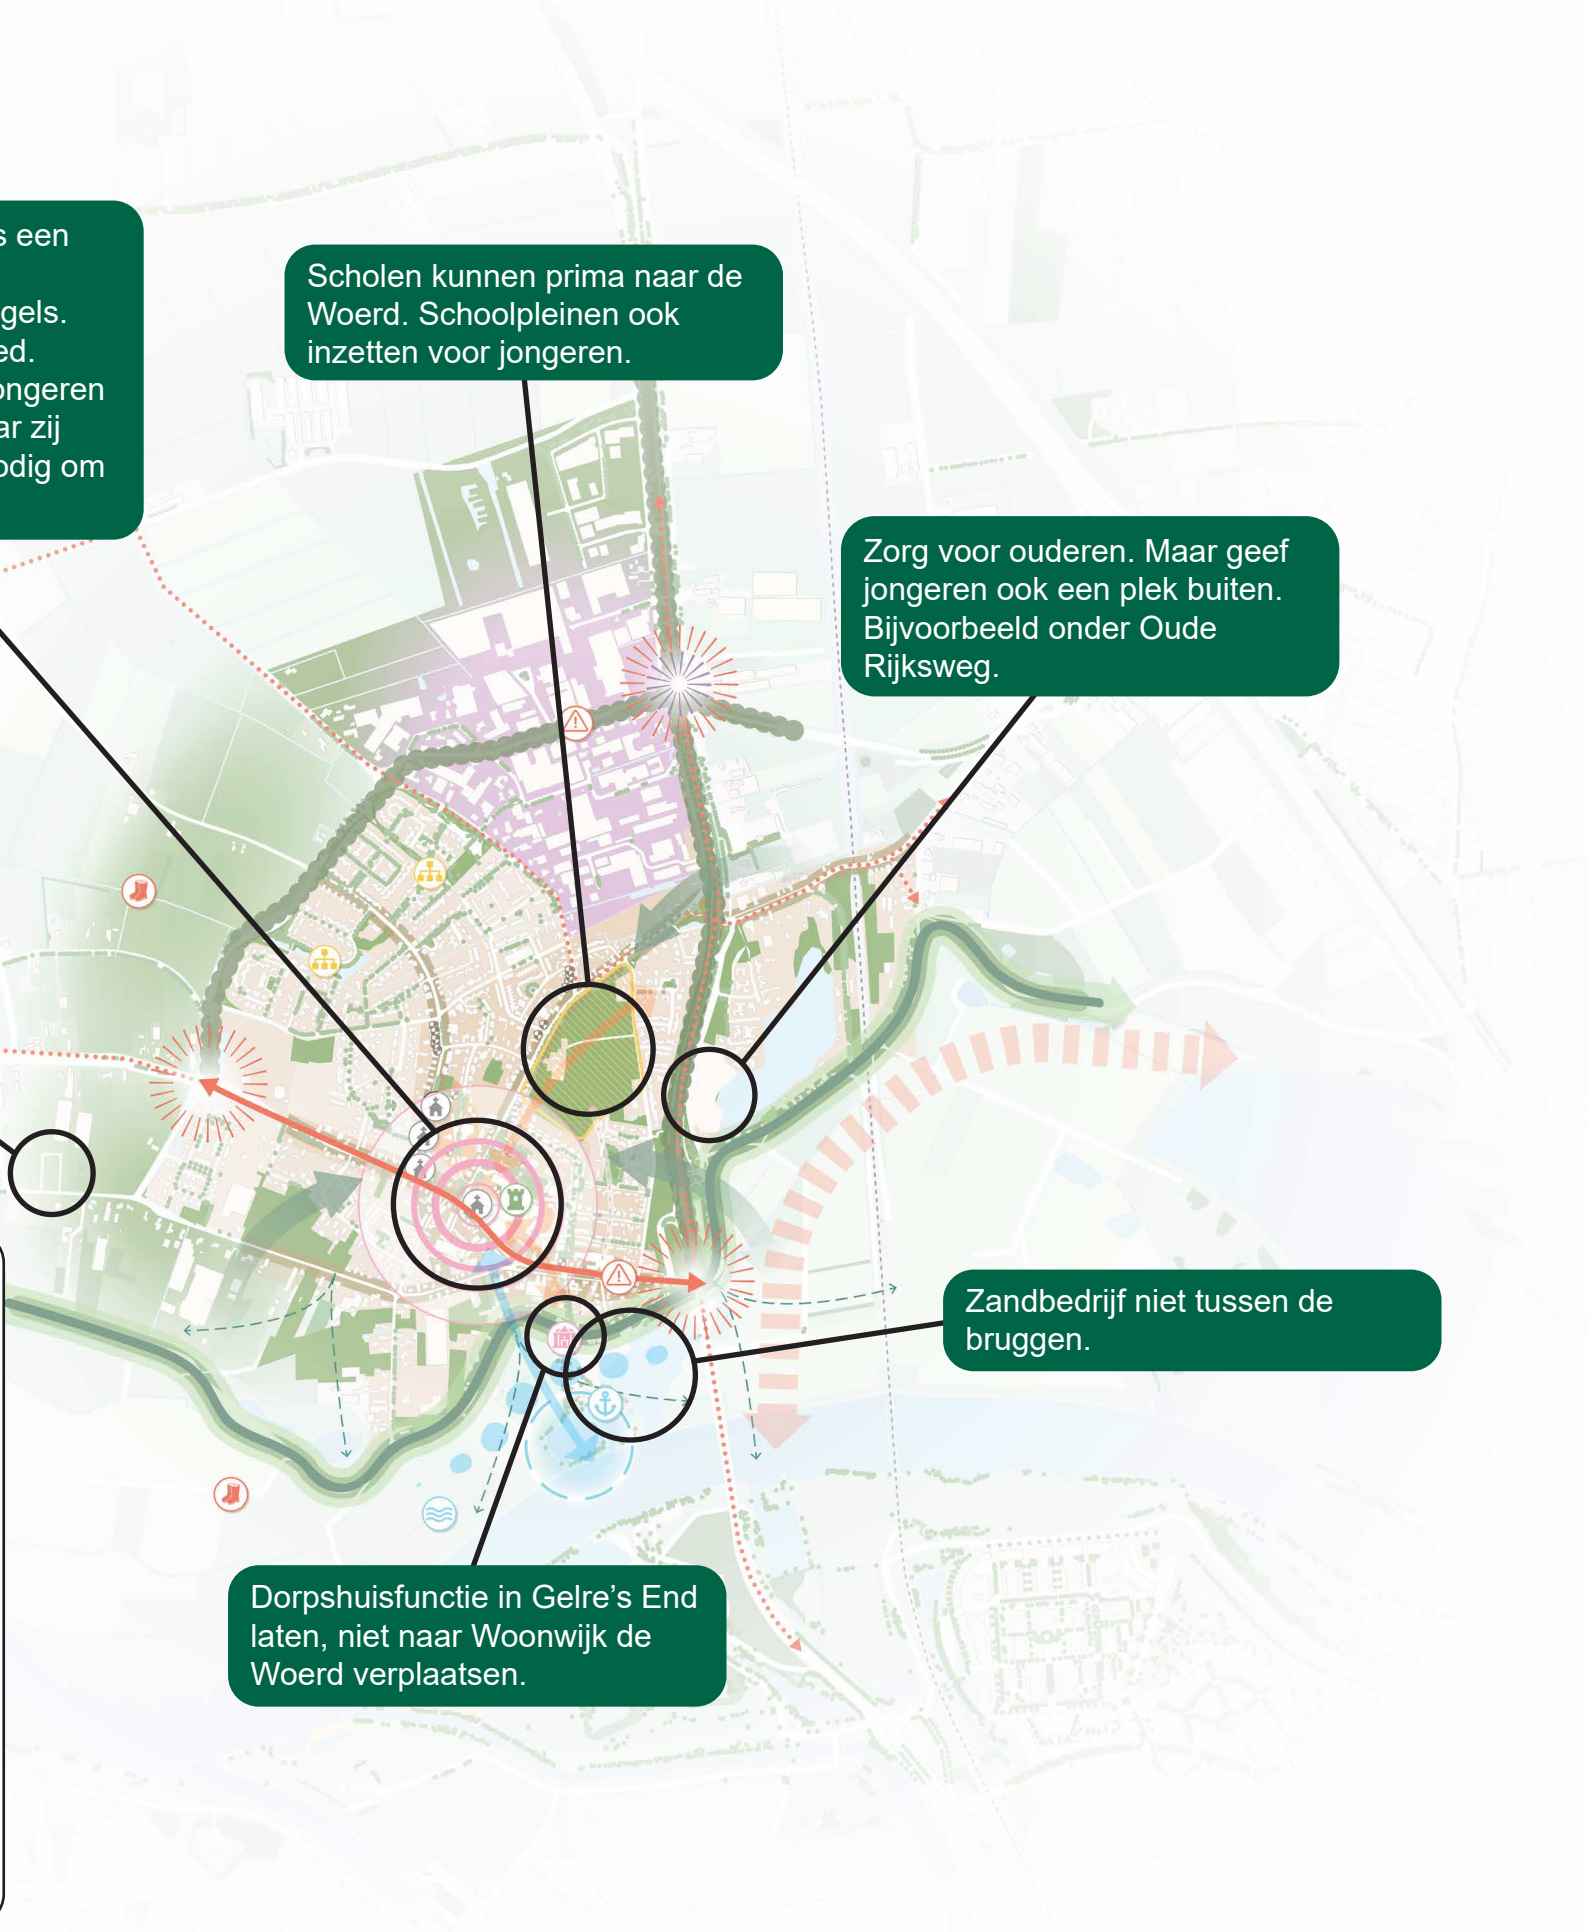 s een
gels.
ed.
ongeren
ar zij
odig om
Scholen kunnen prima naar de
Woerd. Schoolpleinen ook
inzetten voor jongeren.
Zorg voor ouderen. Maar geef
jongeren ook een plek buiten.
Bijvoorbeeld onder Oude
Rijksweg.
Zandbedrijf niet tussen de
bruggen.
Dorpshuisfunctie in Gelre’s End
laten, niet naar Woonwijk de
Woerd verplaatsen.